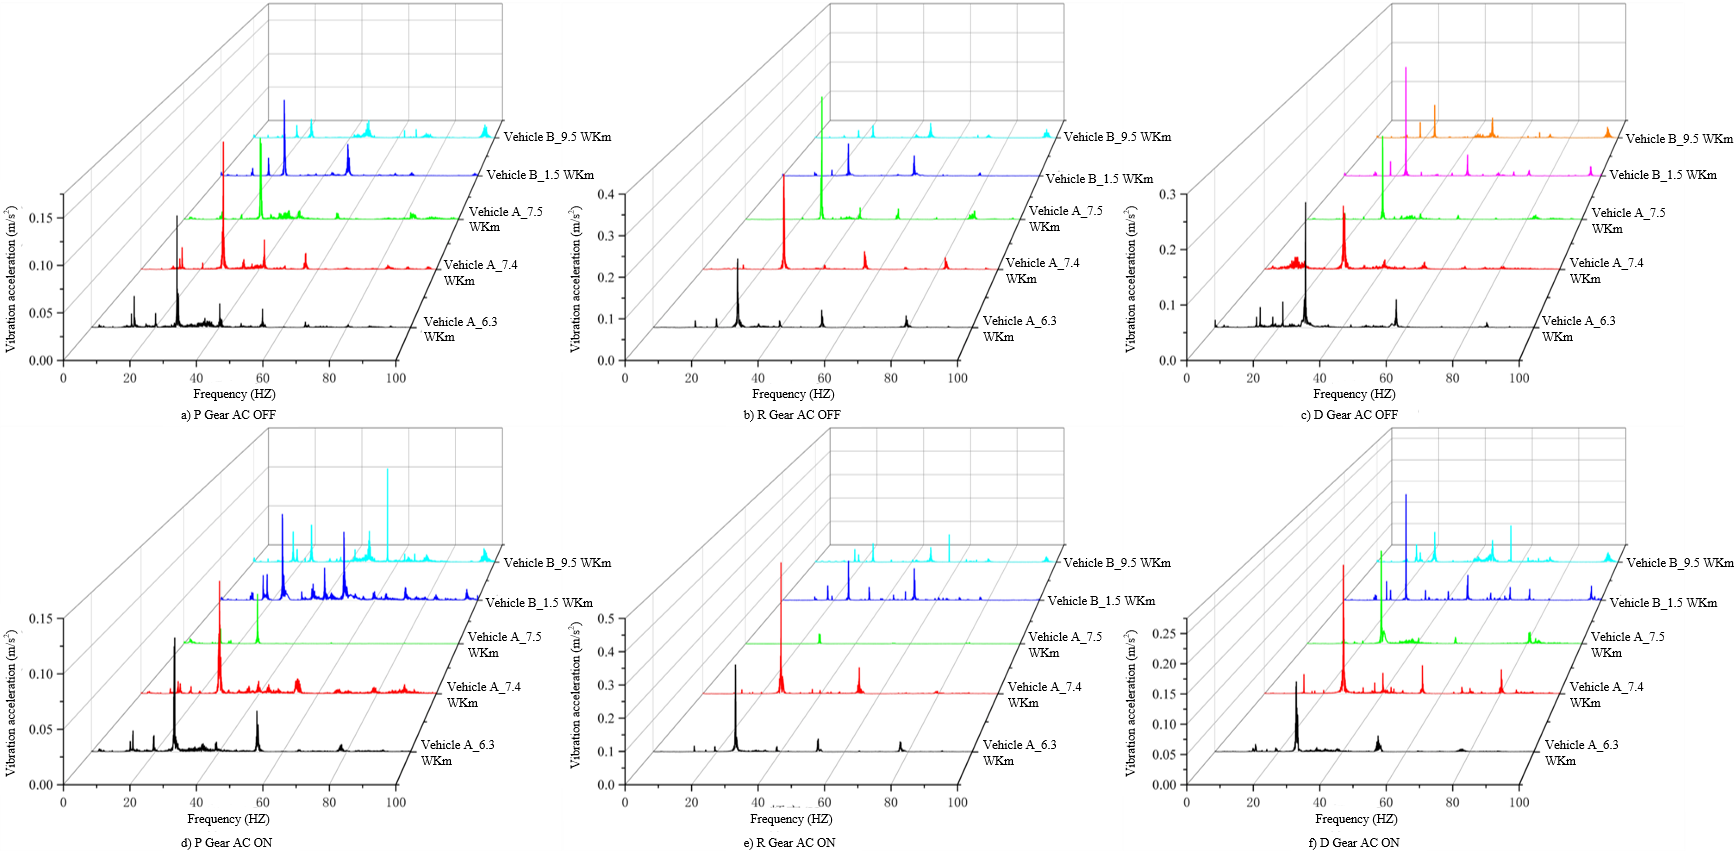 Vibration acceleration (m/s²)
0.15
0.10
0.05
0.00
0
20
40
60
80
100
Frequency (HZ)
Vehicle B_9.5 WKm
Vehicle B_1.5 WKm
Vehicle A_7.5
WKm
Vehicle A_7.4
WKm
Vehicle A_6.3
WKm
a) P Gear AC OFF
Vibration acceleration (m/s²)
0.4
0.3
0.2
0.1
0.0
0
20
40
60
80
100
Frequency (HZ)
Vehicle B_9.5 WKm
Vehicle B_1.5 WKm
Vehicle A_7.5
WKm
Vehicle A_7.4
WKm
Vehicle A_6.3
WKm
b) R Gear AC OFF
Vibration acceleration (m/s²)
0.3
0.2
0.1
0.0
0
20
40
60
80
100
Frequency (HZ)
Vehicle B_9.5 WKm
Vehicle B_1.5 WKm
Vehicle A_7.5
WKm
Vehicle A_7.4
WKm
Vehicle A_6.3
WKm
c) D Gear AC OFF
Vibration acceleration (m/s²)
0.15
0.10
0.05
0.00
0
20
40
60
80
100
Frequency (HZ)
Vehicle B_9.5 WKm
Vehicle B_1.5 WKm
Vehicle A_7.5
WKm
Vehicle A_7.4
WKm
Vehicle A_6.3
WKm
d) P Gear AC ON
Vibration acceleration (m/s²)
0.5
0.4
0.3
0.2
0.1
0.0
0
20
40
60
80
100
Frequency (HZ)
Vehicle B_9.5 WKm
Vehicle B_1.5 WKm
Vehicle A_7.5
WKm
Vehicle A_7.4
WKm
Vehicle A_6.3
WKm
e) R Gear AC ON
Vibration acceleration (m/s²)
0.25
0.20
0.15
0.10
0.05
0.00
0
20
40
60
80
100
Frequency (HZ)
Vehicle B_9.5 WKm
Vehicle B_1.5 WKm
Vehicle A_7.5
WKm
Vehicle A_7.4
WKm
Vehicle A_6.3
WKm
f) D Gear AC ON